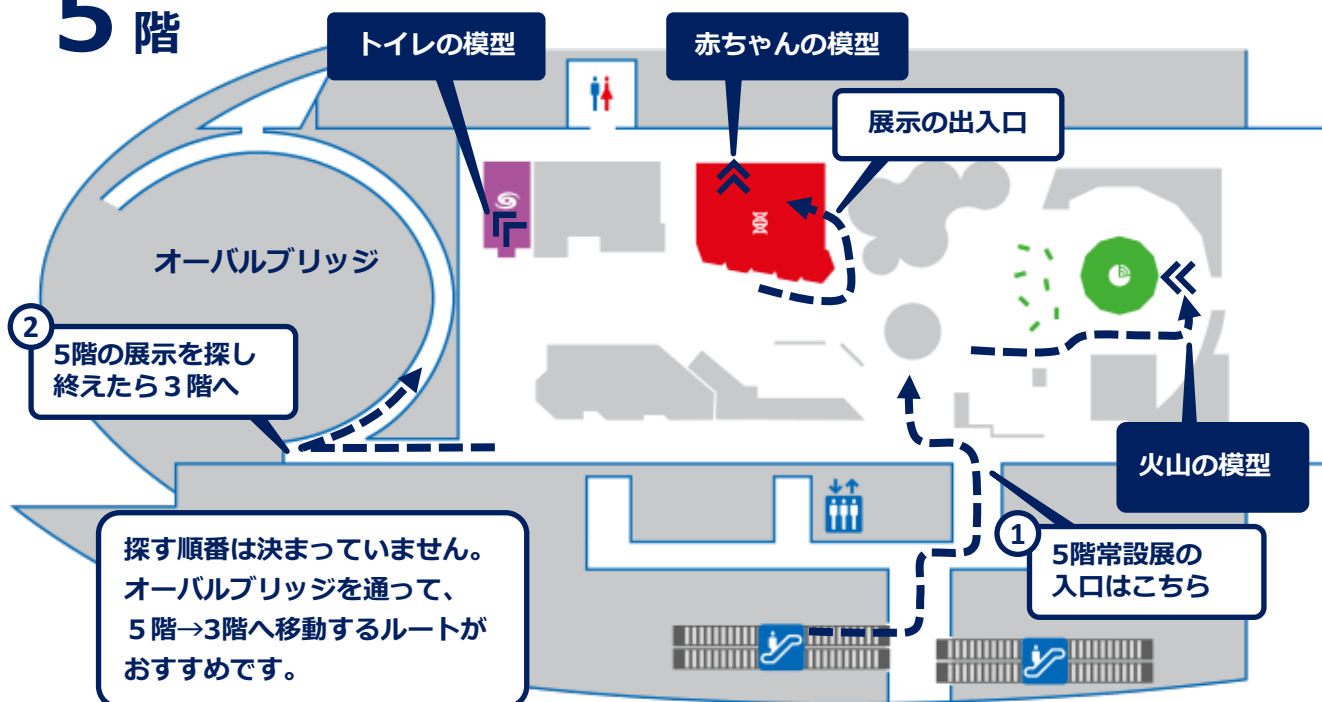 5 階
トイレの模型
赤ちゃんの模型
展示の出入口
オーバルブリッジ
2
5階の展示を探し
終えたら３階へ
火山の模型
1
5階常設展の
入口はこちら
探す順番は決まっていません。
オーバルブリッジを通って、
５階→3階へ移動するルートが
おすすめです。